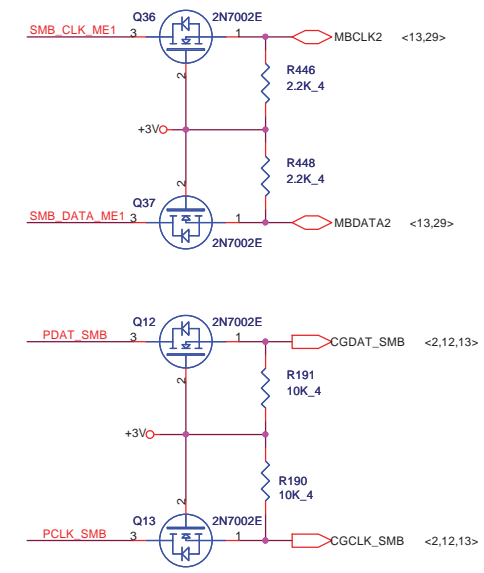 Q36 2N7002E
SMB_CLK_ME1 3 1 MBCLK2 <13,29>
2
R446
2.2K_4
+3V
R448
2.2K_4
2
Q37
SMB_DATA_ME1 3 1 MBDATA2 <13,29>
2N7002E
Q12 2N7002E
PDAT_SMB 3 1 CGDAT_SMB <2,12,13>
2
R191
10K_4
+3V
R190
10K_4
2
Q13 2N7002E
PCLK_SMB 3 1 CGCLK_SMB <2,12,13>